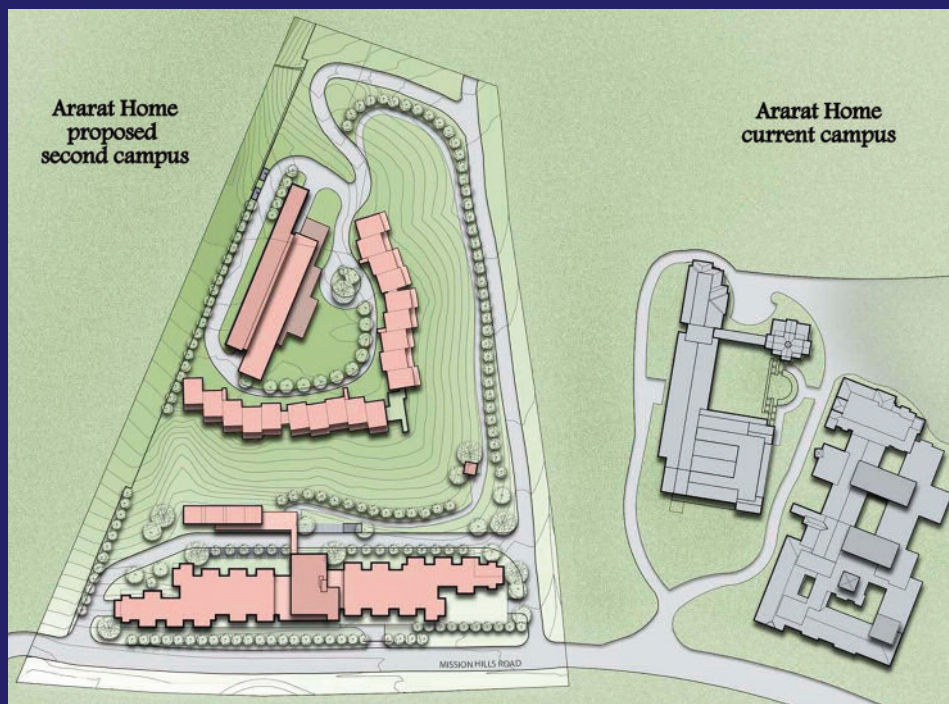 Ararat Home
proposed
second campus
Ararat Home
current campus
MISSION HILLS ROAD